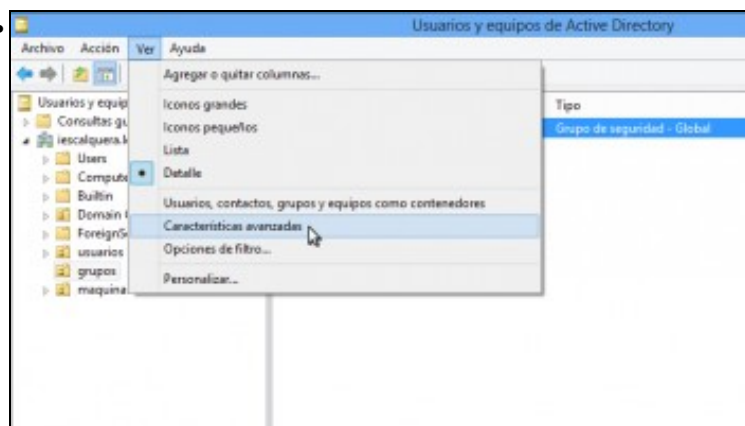 Usuarios y equipos de Active Directory
Archivo Acción Ver Ayuda
Agregar o quitar columnas...
Iconos grandes
Iconos pequeños
Lista
Detalle
Usuarios, contactos, grupos y equipos como contenedores
Características avanzadas
Opciones de filtro...
Personalizar...
Usuarios y equip
Consultas gu
iescalquera.l
Users
Compute
Builtin
Domain
ForeignS
usuarios
grupos
maquina
Tipo
Grupo de seguridad - Global